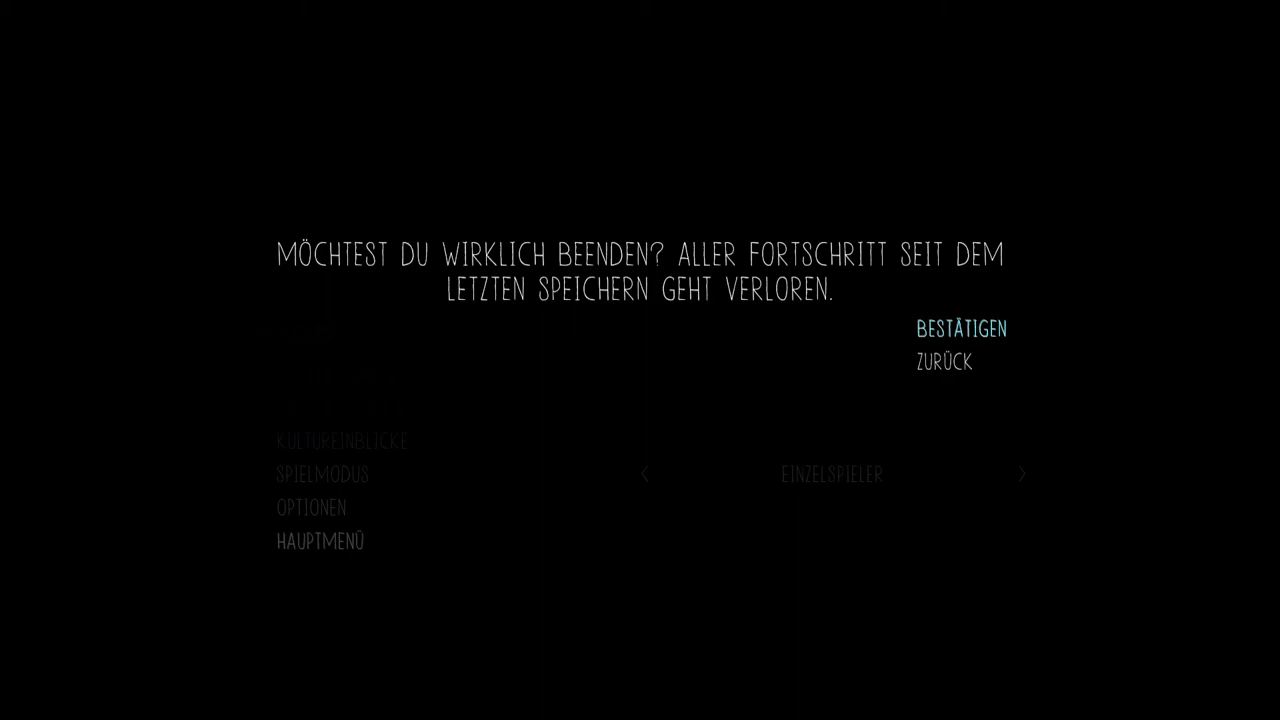 MÖCHTEST DU WIRKLICH BEENDEN? ALLER FORTSCHRITT SEIT DEM
LETZTEN SPEICHERN GEHT VERLOREN.
BESTÄTIGEN
ZURÜCK
KULTUREINBLICKE
SPIELMODUS < EINZELSPIELER >
OPTIONEN
HAUPTMENÜ